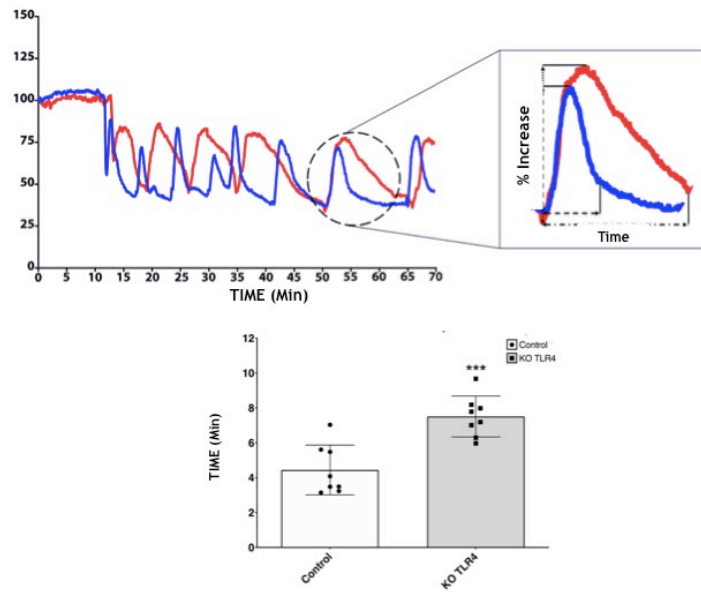 150
125
100
75
50
25
0
0 5 10 15 20 25 30 35 40 45 50 55 60 65 70
TIME (Min)
% Increase
Time
12
10
8
6
4
2
0
TIME (Min)
Control
KO TLR4
***
Control
KO TLR4